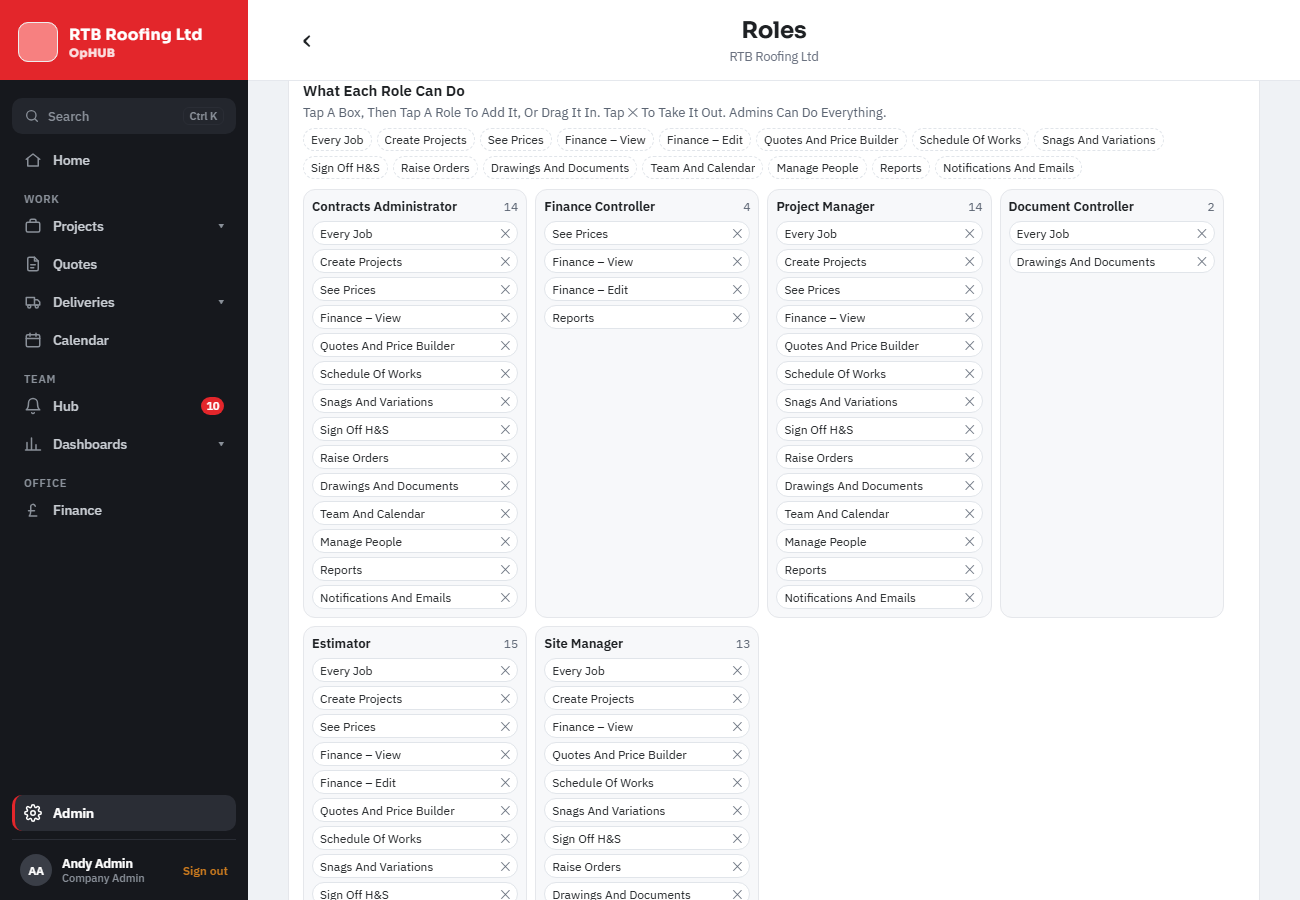 RTB Roofing Ltd
OpHUB
Search Ctrl K
Home
WORK
Projects
Quotes
Deliveries
Calendar
TEAM
Hub 10
Dashboards
OFFICE
Finance
Admin
AA Andy Admin
Company Admin
Sign out
Roles
RTB Roofing Ltd
What Each Role Can Do
Tap A Box, Then Tap A Role To Add It, Or Drag It In. Tap × To Take It Out. Admins Can Do Everything.
Every Job Create Projects See Prices Finance – View Finance – Edit Quotes And Price Builder Schedule Of Works Snags And Variations
Sign Off H&S Raise Orders Drawings And Documents Team And Calendar Manage People Reports Notifications And Emails
Contracts Administrator 14
Every Job
Create Projects
See Prices
Finance – View
Quotes And Price Builder
Schedule Of Works
Snags And Variations
Sign Off H&S
Raise Orders
Drawings And Documents
Team And Calendar
Manage People
Reports
Notifications And Emails
Finance Controller 4
See Prices
Finance – View
Finance – Edit
Reports
Project Manager 14
Every Job
Create Projects
See Prices
Finance – View
Quotes And Price Builder
Schedule Of Works
Snags And Variations
Sign Off H&S
Raise Orders
Drawings And Documents
Team And Calendar
Manage People
Reports
Notifications And Emails
Document Controller 2
Every Job
Drawings And Documents
Estimator 15
Every Job
Create Projects
See Prices
Finance – View
Finance – Edit
Quotes And Price Builder
Schedule Of Works
Snags And Variations
Sign Off H&S
Site Manager 13
Every Job
Create Projects
Finance – View
Quotes And Price Builder
Schedule Of Works
Snags And Variations
Sign Off H&S
Raise Orders
Drawings And Documents